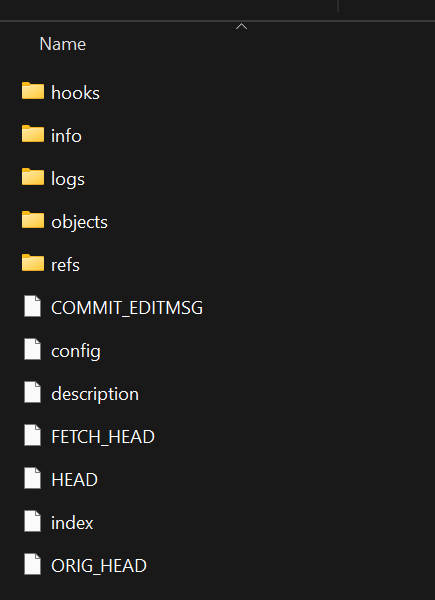 Name
hooks
info
logs
objects
refs
COMMIT_EDITMSG
config
description
FETCH_HEAD
HEAD
index
ORIG_HEAD